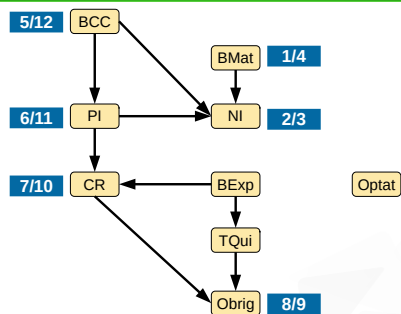 5/12 BCC
BMat 1/4
6/11 PI NI 2/3
7/10 CR BExp Optat
TQui
Obrig 8/9